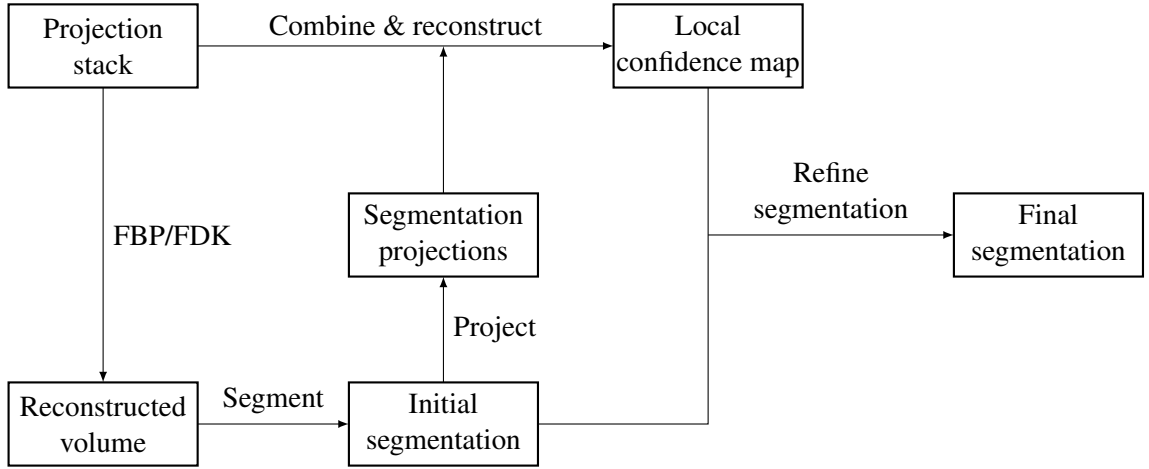 Projection
stack
Combine & reconstruct
Local
confidence map
FBP/FDK
Segmentation
projections
Refine
segmentation
Final
segmentation
Project
Reconstructed
volume
Segment
Initial
segmentation